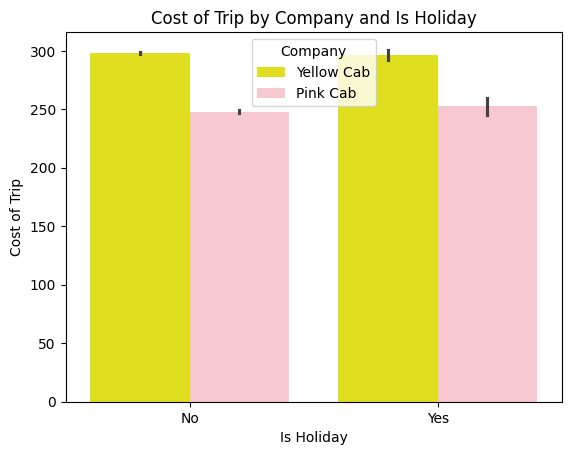 Cost of Trip by Company and Is Holiday
Company
Yellow Cab
Pink Cab
Cost of Trip
300
250
200
150
100
50
0
No
Yes
Is Holiday